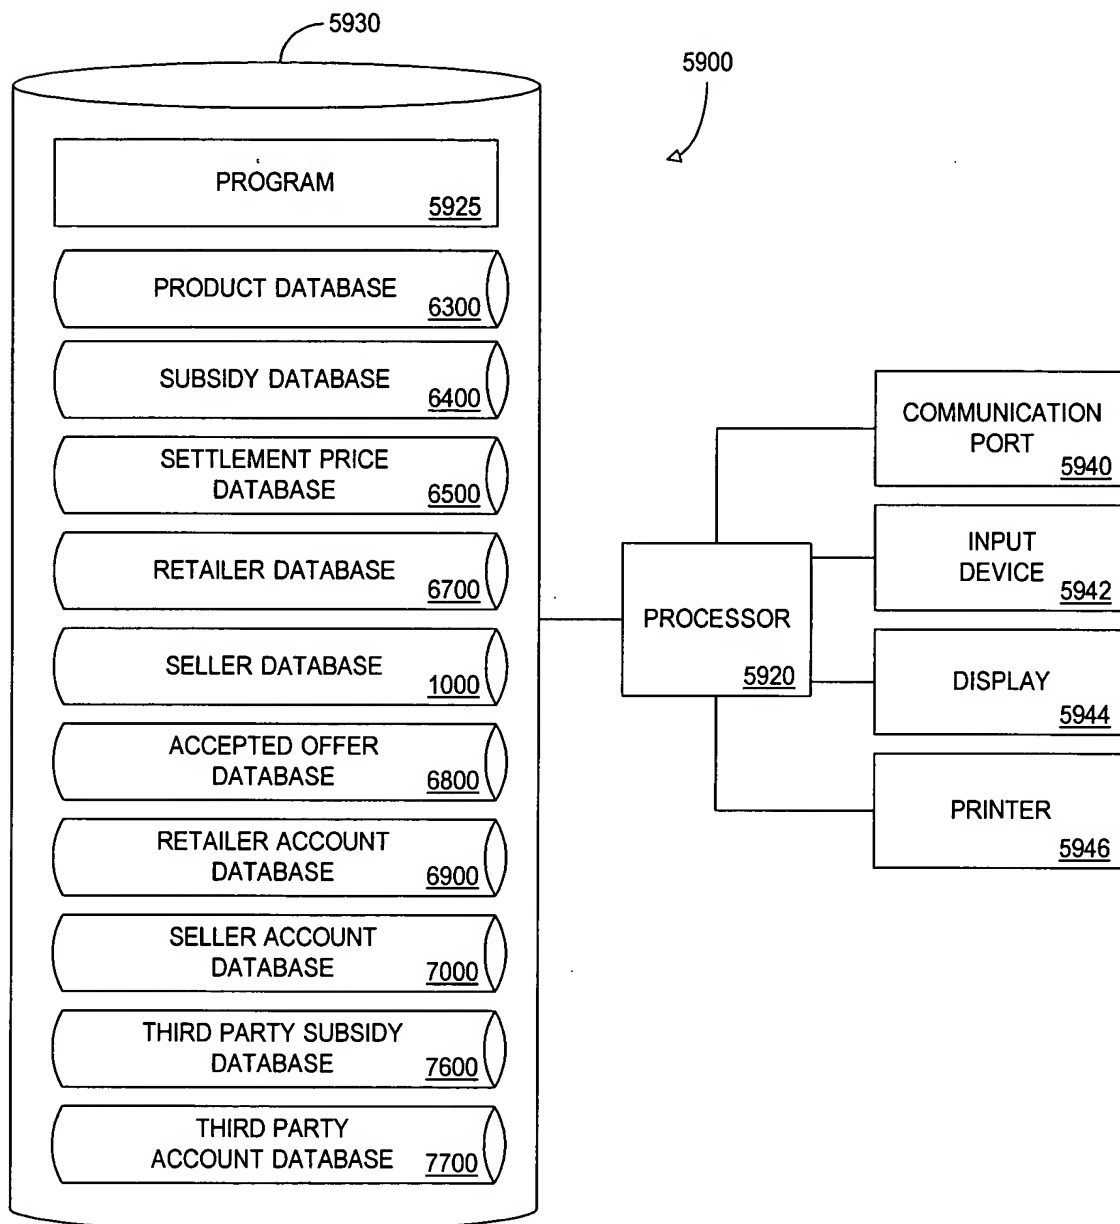 5930
5900
PROGRAM
5925
PRODUCT DATABASE
6300
SUBSIDY DATABASE
6400
SETTLEMENT PRICE
DATABASE
6500
RETAILER DATABASE
6700
SELLER DATABASE
1000
ACCEPTED OFFER
DATABASE
6800
RETAILER ACCOUNT
DATABASE
6900
SELLER ACCOUNT
DATABASE
7000
THIRD PARTY SUBSIDY
DATABASE
7600
THIRD PARTY
ACCOUNT DATABASE
7700
PROCESSOR
5920
COMMUNICATION
PORT
5940
INPUT
DEVICE
5942
DISPLAY
5944
PRINTER
5946